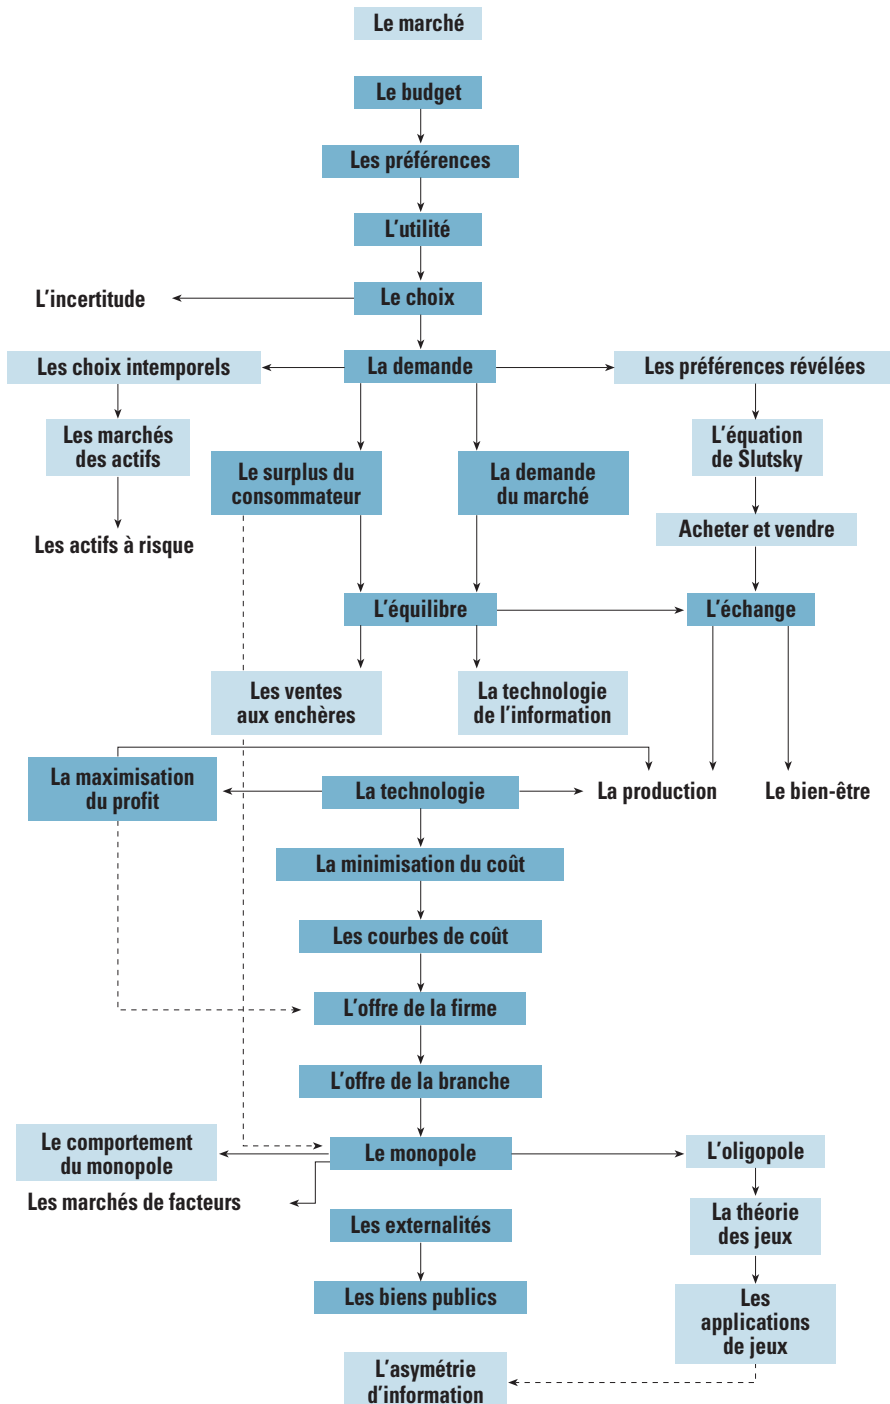 Le marché
Le budget
Les préférences
L'utilité
L'incertitude
Le choix
Les choix intemporels
La demande
Les préférences révélées
Les marchés
des actifs
L'équation
de Slutsky
Le surplus du
consommateur
La demande
du marché
Les actifs à risque
Acheter et vendre
L'équilibre
L'échange
Les ventes
aux enchères
La technologie
de l'information
La maximisation
du profit
La technologie
La production
Le bien-être
La minimisation du coût
Les courbes de coût
L'offre de la firme
L'offre de la branche
Le comportement
du monopole
Le monopole
L'oligopole
Les marchés de facteurs
La théorie
des jeux
Les externalités
Les biens publics
Les
applications
de jeux
L'asymétrie
d'information